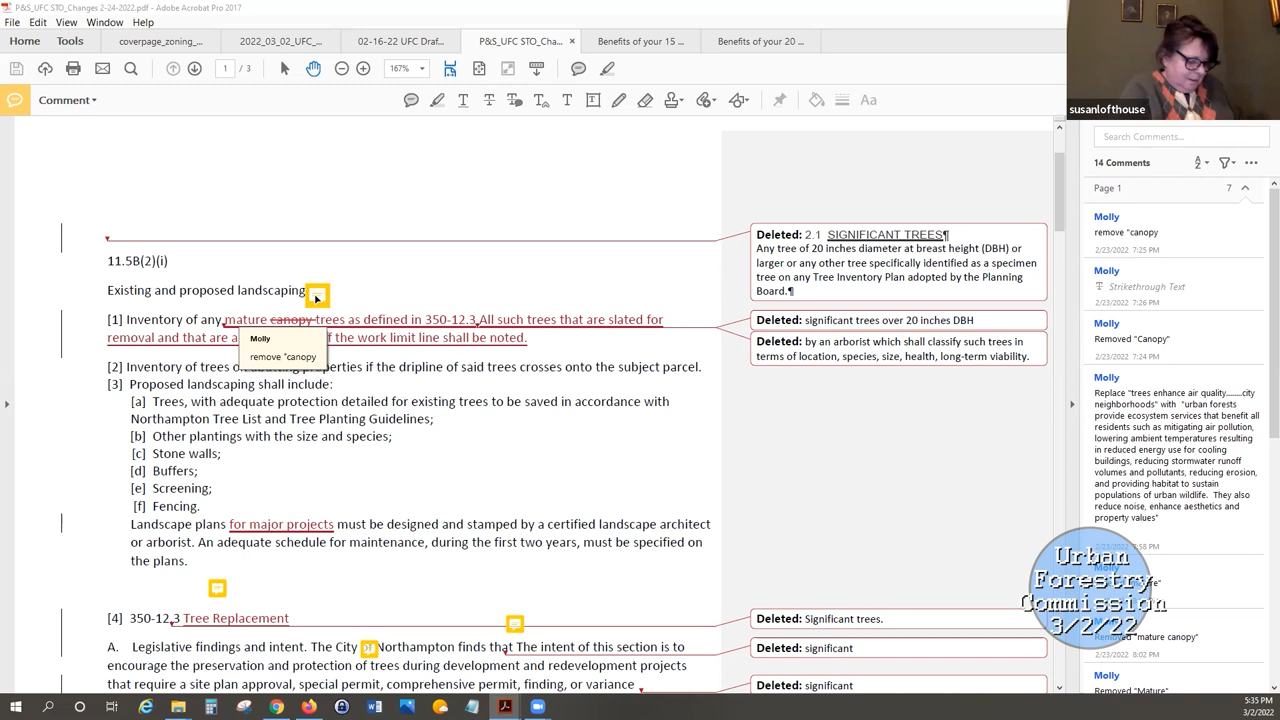 P&S_UFC STO_Changes 2-24-2022.pdf - Adobe Acrobat Pro 2017
File Edit View Window Help
Home Tools coverpage_zoning_... 2022_03_02_UFC_... 02-16-22 UFC Draf... P&S_UFC STO_Cha... × Benefits of your 15 ... Benefits of your 20 ...
1 / 3 167%
Comment
susanlofthouse
Search Comments...
14 Comments
Page 1 7
Deleted: 2.1 SIGNIFICANT TREES¶
Any tree of 20 inches diameter at breast height (DBH) or
larger or any other tree specifically identified as a specimen
tree on any Tree Inventory Plan adopted by the Planning
Board.¶
11.5B(2)(i)
Existing and proposed landscaping
[1] Inventory of any mature canopy trees as defined in 350-12.3 All such trees that are slated for
removal and that are a f the work limit line shall be noted.
Deleted: significant trees over 20 inches DBH
Deleted: by an arborist which shall classify such trees in
terms of location, species, size, health, long-term viability.
Molly
remove "canopy
[2] Inventory of trees on abutting properties if the dripline of said trees crosses onto the subject parcel.
[3] Proposed landscaping shall include:
[a] Trees, with adequate protection detailed for existing trees to be saved in accordance with
Northampton Tree List and Tree Planting Guidelines;
[b] Other plantings with the size and species;
[c] Stone walls;
[d] Buffers;
[e] Screening;
[f] Fencing.
Landscape plans for major projects must be designed and stamped by a certified landscape architect
or arborist. An adequate schedule for maintenance, during the first two years, must be specified on
the plans.
[4] 350-12.3 Tree Replacement
Deleted: Significant trees.
A. Legislative findings and intent. The City of Northampton finds that The intent of this section is to
encourage the preservation and protection of trees during development and redevelopment projects
that require a site plan approval, special permit, comprehensive permit, finding, or variance
Deleted: significant
Deleted: significant
Molly
remove "canopy
2/23/2022 7:25 PM
Molly
Strikethrough Text
2/23/2022 7:26 PM
Molly
Removed "Canopy"
2/23/2022 7:24 PM
Molly
Replace "trees enhance air quality........city
neighborhoods" with "urban forests
provide ecosystem services that benefit all
residents such as mitigating air pollution,
lowering ambient temperatures resulting
in reduced energy use for cooling
buildings, reducing stormwater runoff
volumes and pollutants, reducing erosion,
and providing habitat to sustain
populations of urban wildlife. They also
reduce noise, enhance aesthetics and
property values"
2/23/2022 7:58 PM
Molly
Removed "mature canopy"
2/23/2022 8:02 PM
Molly
Removed "Mature"
Urban
Forestry
Commission
3/2/22
5:35 PM
3/2/2022